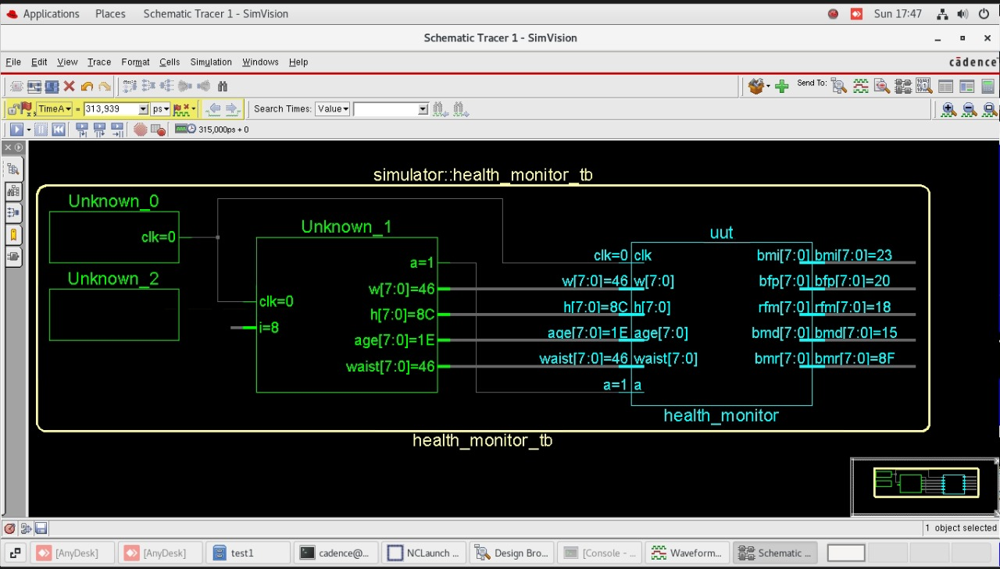 Applications Places Schematic Tracer 1 - SimVision Sun 17:47
Schematic Tracer 1 - SimVision
File Edit View Trace Format Cells Simulation Windows Help cādence
Send To:
TimeA = 313,939 ps Search Times: Value
315,000ps + 0
simulator::health_monitor_tb
Unknown_0
clk=0
Unknown_1
a=1
w[7:0]=46
h[7:0]=8C
age[7:0]=1E
waist[7:0]=46
clk=0
i=8
Unknown_2
uut
clk=0 clk bmi[7:0] bmi[7:0]=23
w[7:0]=46 w[7:0] bfp[7:0] bfp[7:0]=20
h[7:0]=8C h[7:0] rfm[7:0] rfm[7:0]=18
age[7:0]=1E age[7:0] bmd[7:0] bmd[7:0]=15
waist[7:0]=46 waist[7:0] bmr[7:0] bmr[7:0]=8F
a=1 a
health_monitor
health_monitor_tb
1 object selected
[AnyDesk] [AnyDesk] test1 cadence@... NCLaunch ... Design Bro... [Console - ... Waveform... Schematic ...